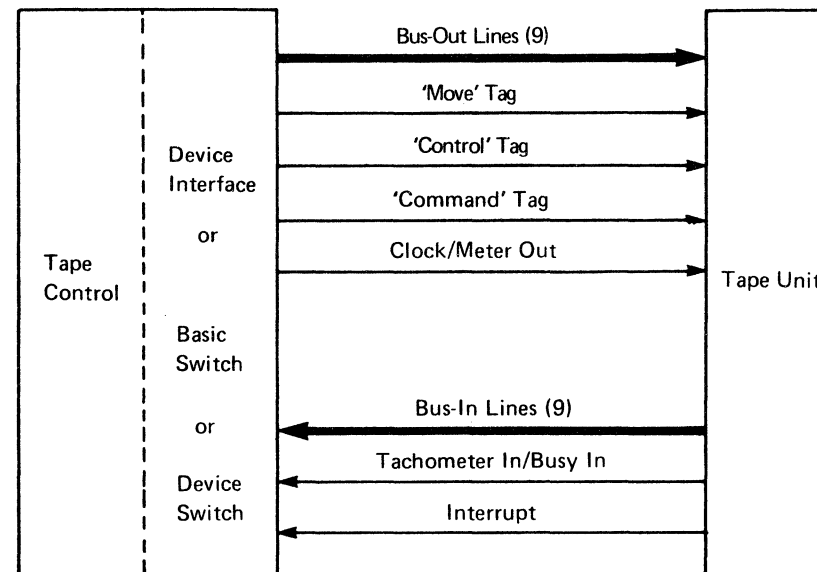 Bus-Out Lines (9)
'Move' Tag
'Control' Tag
'Command' Tag
Clock/Meter Out
Tape
Control
Device
Interface
or
Basic
Switch
or
Device
Switch
Tape Unit
Bus-In Lines (9)
Tachometer In/Busy In
Interrupt